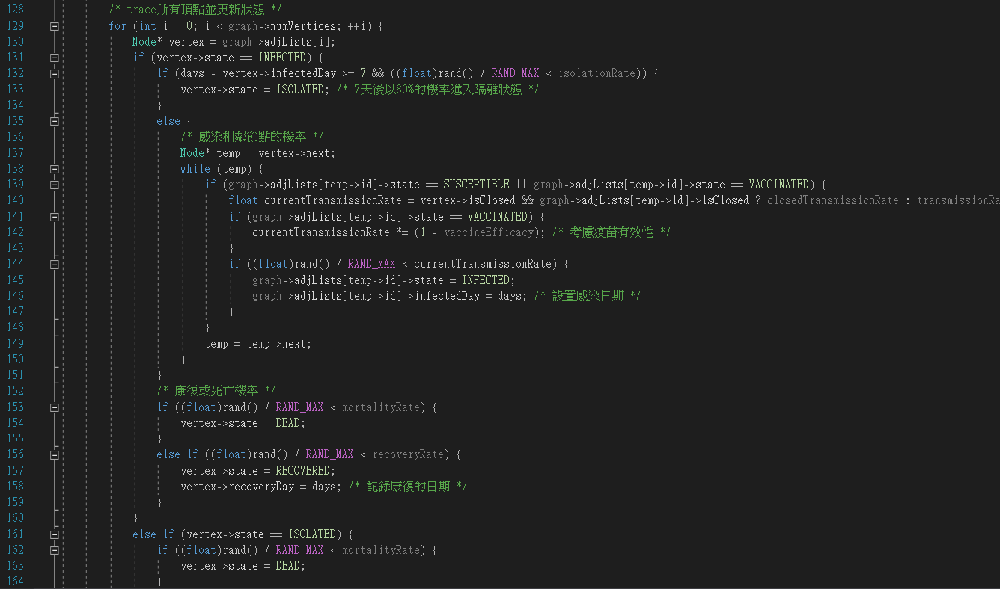 128 /* trace所有頂點並更新狀態 */
129 for (int i = 0; i < graph->numVertices; ++i) {
130 Node* vertex = graph->adjLists[i];
131 if (vertex->state == INFECTED) {
132 if (days - vertex->infectedDay >= 7 && ((float)rand() / RAND_MAX < isolationRate)) {
133 vertex->state = ISOLATED; /* 7天後以80%的機率進入隔離狀態 */
134 }
135 else {
136 /* 感染相鄰節點的機率 */
137 Node* temp = vertex->next;
138 while (temp) {
139 if (graph->adjLists[temp->id]->state == SUSCEPTIBLE || graph->adjLists[temp->id]->state == VACCINATED) {
140 float currentTransmissionRate = vertex->isClosed && graph->adjLists[temp->id]->isClosed ? closedTransmissionRate : transmissionRa
141 if (graph->adjLists[temp->id]->state == VACCINATED) {
142 currentTransmissionRate *= (1 - vaccineEfficacy); /* 考慮疫苗有效性 */
143 }
144 if ((float)rand() / RAND_MAX < currentTransmissionRate) {
145 graph->adjLists[temp->id]->state = INFECTED;
146 graph->adjLists[temp->id]->infectedDay = days; /* 設置感染日期 */
147 }
148 }
149 temp = temp->next;
150 }
151 }
152 /* 康復或死亡機率 */
153 if ((float)rand() / RAND_MAX < mortalityRate) {
154 vertex->state = DEAD;
155 }
156 else if ((float)rand() / RAND_MAX < recoveryRate) {
157 vertex->state = RECOVERED;
158 vertex->recoveryDay = days; /* 記錄康復的日期 */
159 }
160 }
161 else if (vertex->state == ISOLATED) {
162 if ((float)rand() / RAND_MAX < mortalityRate) {
163 vertex->state = DEAD;
164 }